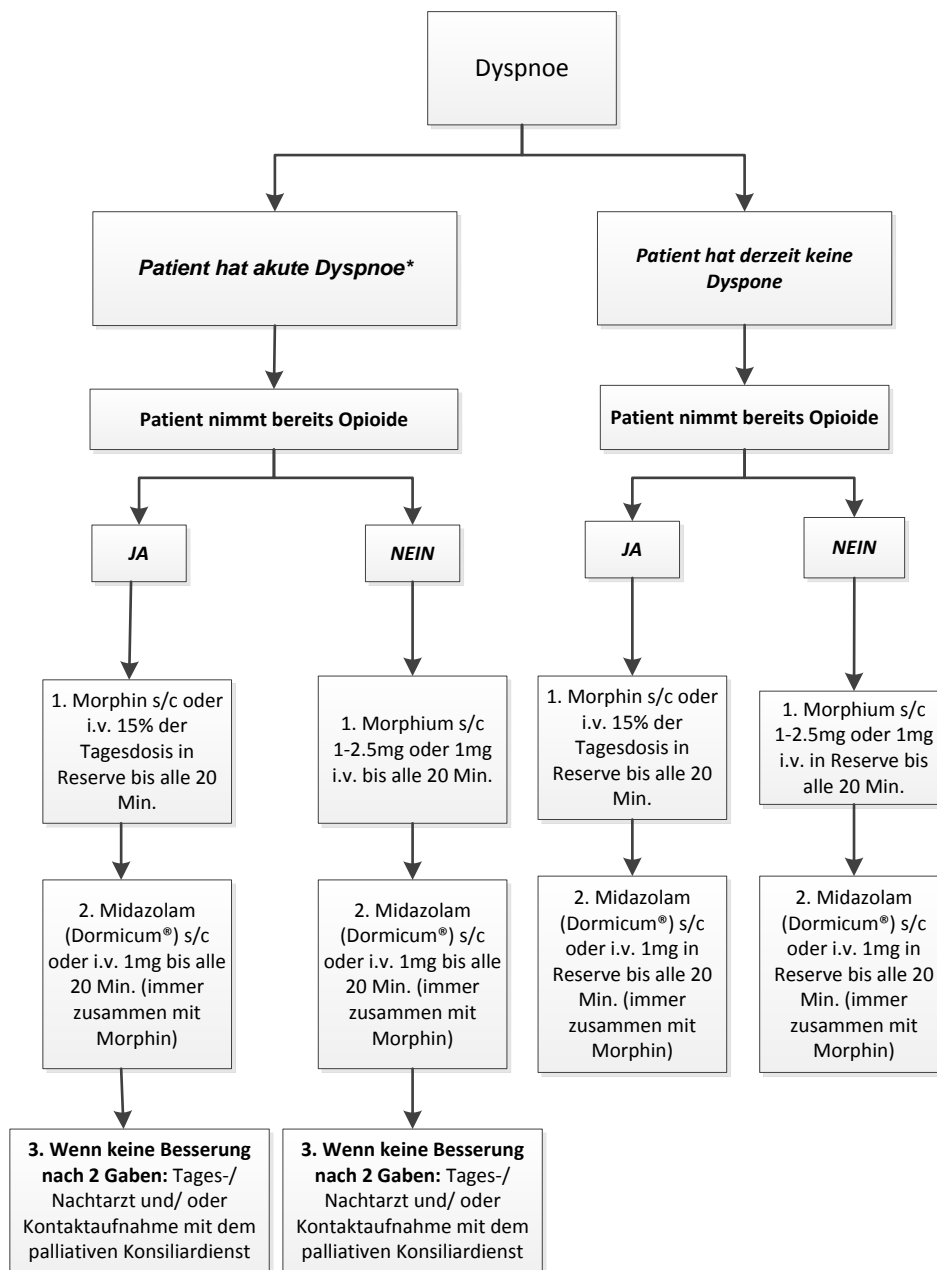 Dyspnoe
Patient hat akute Dyspnoe*
Patient hat derzeit keine
Dyspone
Patient nimmt bereits Opioide
Patient nimmt bereits Opioide
JA
NEIN
JA
NEIN
1. Morphin s/c oder
i.v. 15% der
Tagesdosis in
Reserve bis alle 20
Min.
1. Morphium s/c
1-2.5mg oder 1mg
i.v. bis alle 20 Min.
1. Morphin s/c oder
i.v. 15% der
Tagesdosis in
Reserve bis alle 20
Min.
1. Morphium s/c
1-2.5mg oder 1mg
i.v. in Reserve bis
alle 20 Min.
2. Midazolam
(Dormicum®) s/c
oder i.v. 1mg bis alle
20 Min. (immer
zusammen mit
Morphin)
2. Midazolam
(Dormicum®) s/c
oder i.v. 1mg bis alle
20 Min. (immer
zusammen mit
Morphin)
2. Midazolam
(Dormicum®) s/c
oder i.v. 1mg in
Reserve bis alle 20
Min. (immer
zusammen mit
Morphin)
2. Midazolam
(Dormicum®) s/c
oder i.v. 1mg in
Reserve bis alle 20
Min. (immer
zusammen mit
Morphin)
3. Wenn keine Besserung
nach 2 Gaben: Tages-/
Nachtarzt und/ oder
Kontaktaufnahme mit dem
palliativen Konsiliardienst
3. Wenn keine Besserung
nach 2 Gaben: Tages-/
Nachtarzt und/ oder
Kontaktaufnahme mit dem
palliativen Konsiliardienst